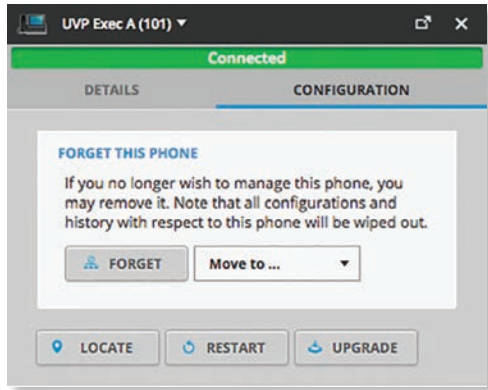 UVP Exec A (101)
Connected
DETAILS CONFIGURATION
FORGET THIS PHONE
If you no longer wish to manage this phone, you
may remove it. Note that all configurations and
history with respect to this phone will be wiped out.
FORGET Move to ...
LOCATE RESTART UPGRADE